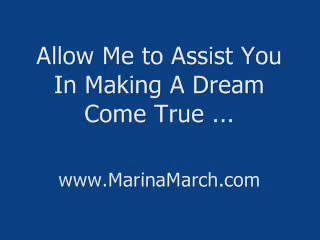 Allow Me to Assist You
In Making A Dream
Come True ...
www.MarinaMarch.com